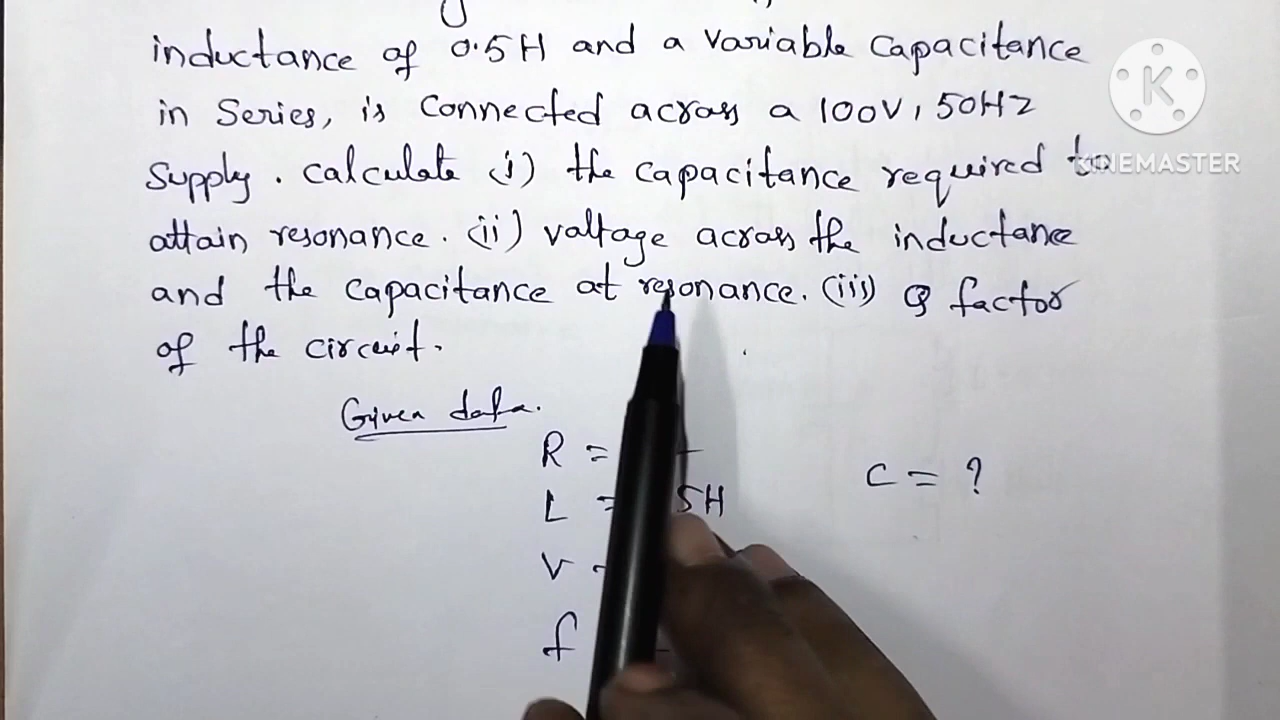 inductance of 0.5H and a variable capacitance
in series, is connected across a 100V, 50HZ
supply. calculate (i) the capacitance required to
attain resonance. (ii) voltage across the inductance
and the capacitance at resonance. (iii) Q factor
of the circuit.
Given data.
R =
L = 5H
C = ?
V
f
K
KINEMASTER